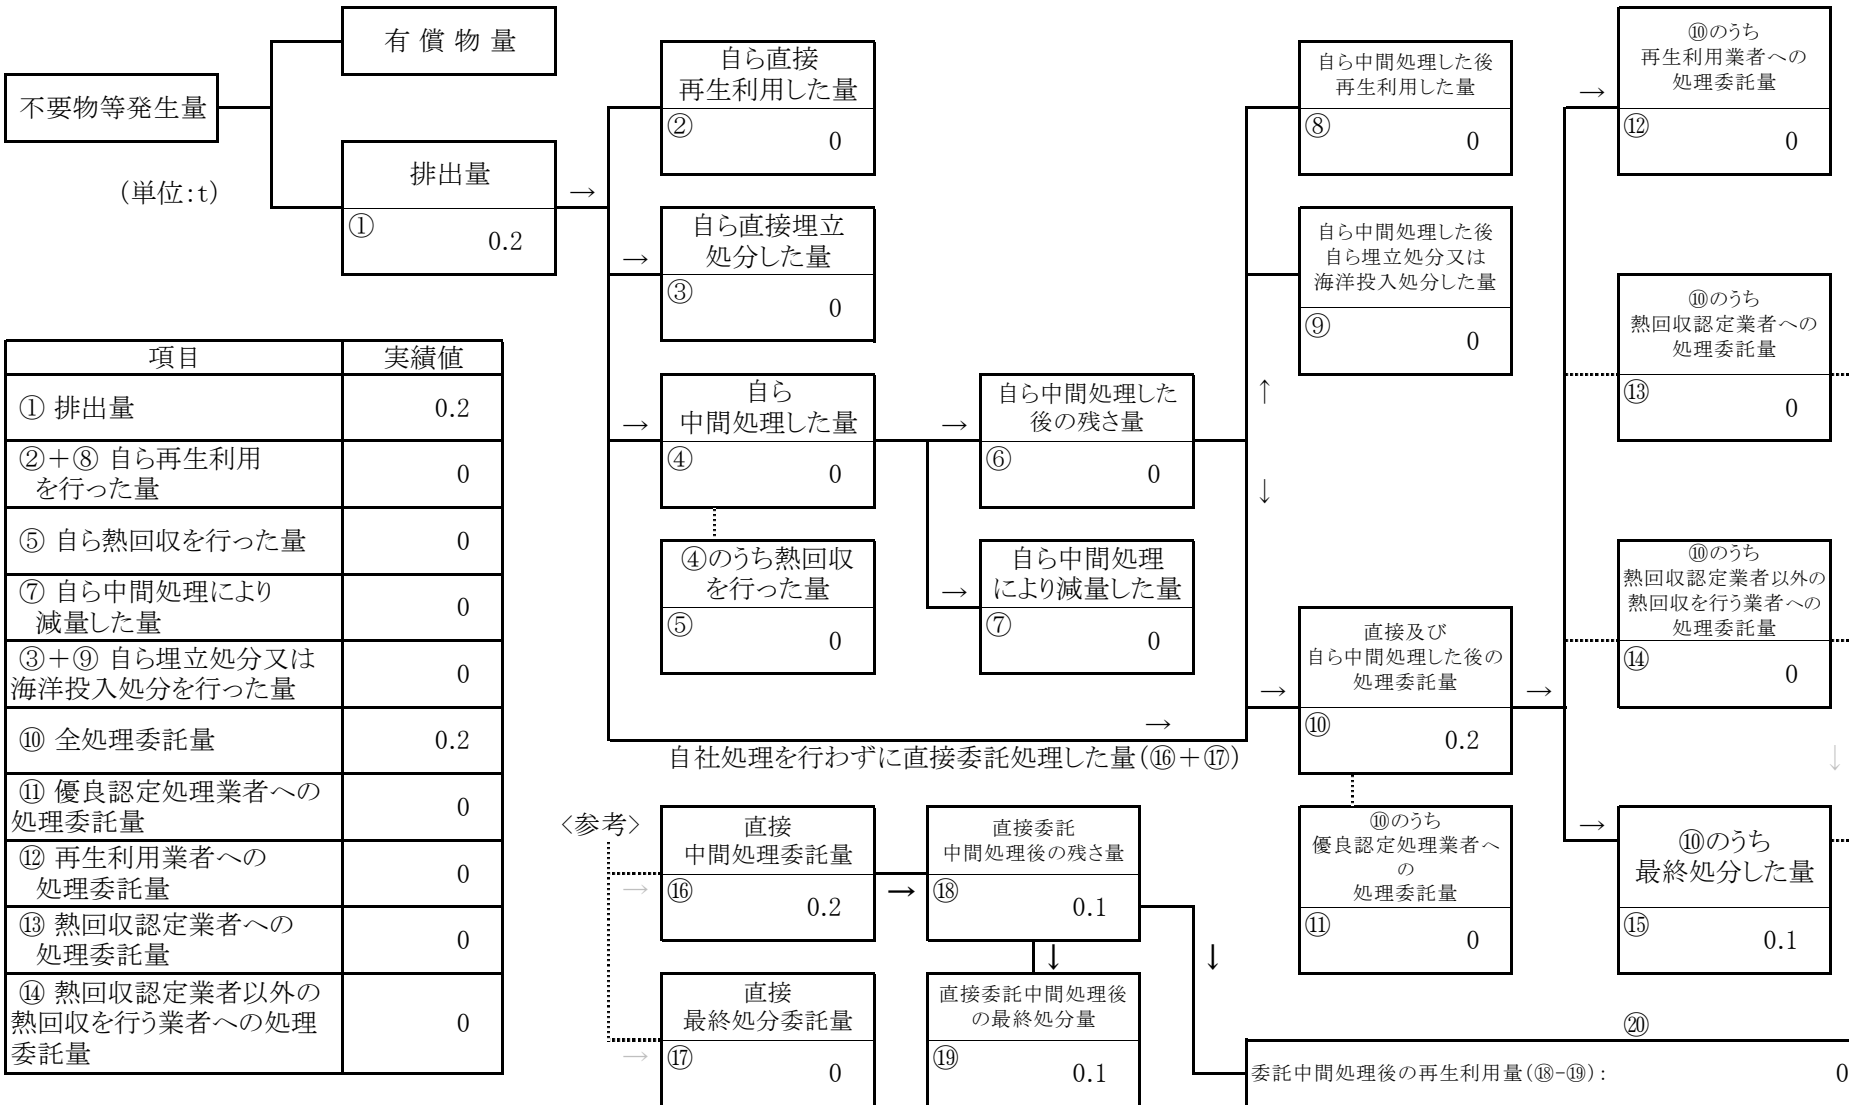 不要物等発生量
有 償 物 量
(単位:t)
排出量
①
0.2
→
自ら直接
再生利用した量
②
0
→
自ら直接埋立
処分した量
③
0
→
自ら
中間処理した量
④
0
④のうち熱回収
を行った量
⑤
0
→
自ら中間処理した
後の残さ量
⑥
0
→
自ら中間処理
により減量した量
⑦
0
→
自社処理を行わずに直接委託処理した量(⑯+⑰)
自ら中間処理した後
再生利用した量
⑧
0
自ら中間処理した後
自ら埋立処分又は
海洋投入処分した量
⑨
0
↑
↓
→
直接及び
自ら中間処理した後の
処理委託量
⑩
0.2
⑩のうち
優良認定処理業者へ
の
処理委託量
⑪
0
→
→
⑩のうち
再生利用業者への
処理委託量
⑫
0
⑩のうち
熱回収認定業者への
処理委託量
⑬
0
⑩のうち
熱回収認定業者以外の
熱回収を行う業者への
処理委託量
⑭
0
↓
→
⑩のうち
最終処分した量
⑮
0.1
項目 実績値
① 排出量 0.2
②+⑧ 自ら再生利用
を行った量 0
⑤ 自ら熱回収を行った量 0
⑦ 自ら中間処理により
減量した量 0
③+⑨ 自ら埋立処分又は
海洋投入処分を行った量 0
⑩ 全処理委託量 0.2
⑪ 優良認定処理業者への
処理委託量 0
⑫ 再生利用業者への
処理委託量 0
⑬ 熱回収認定業者への
処理委託量 0
⑭ 熱回収認定業者以外の
熱回収を行う業者への処理
委託量 0
<参考>
→
直接
中間処理委託量
⑯
0.2
→
直接委託
中間処理後の残さ量
⑱
0.1
↓
↓
→
直接
最終処分委託量
⑰
0
直接委託中間処理後
の最終処分量
⑲
0.1
⑳
委託中間処理後の再生利用量(⑱-⑲): 0